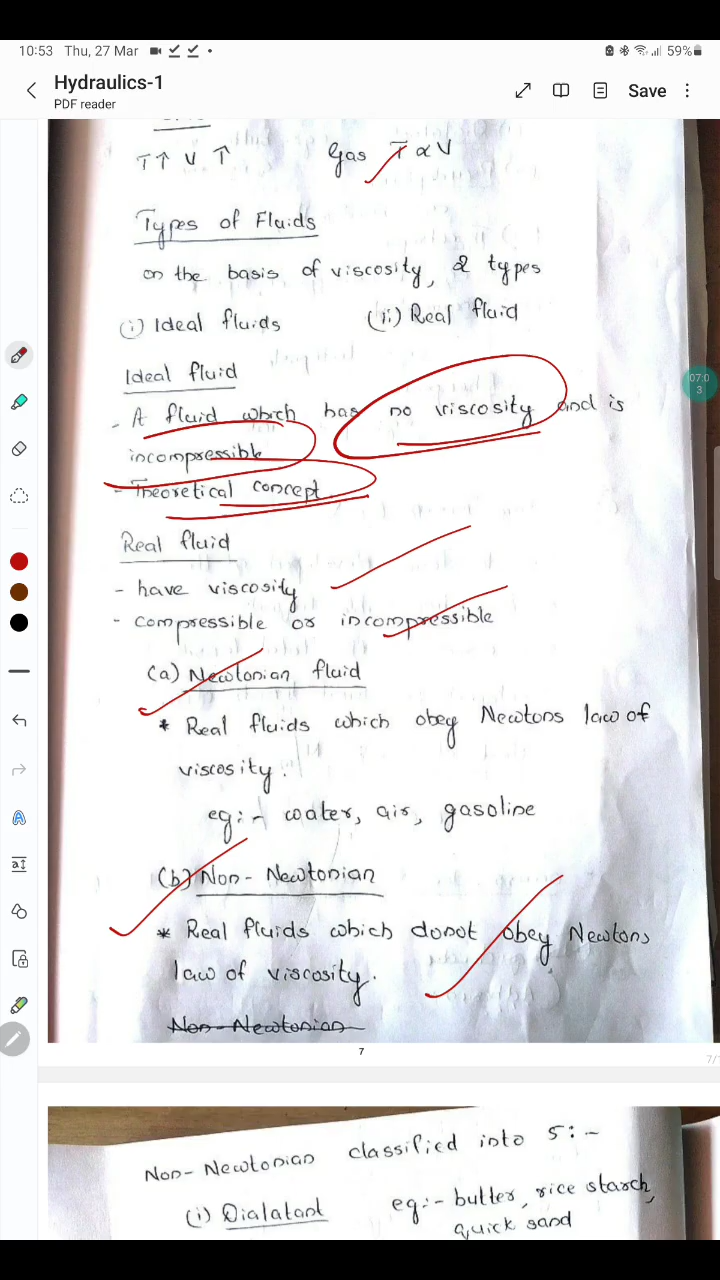 10:53 Thu, 27 Mar 59%
Hydraulics-1
PDF reader
Save
T↑ V ↑ Gas T ∝ V
Types of Fluids
on the basis of viscosity, 2 types
(i) Ideal fluids (ii) Real fluid
Ideal fluid
- A fluid which has no viscosity and is
incompressible
- Theoretical concept
07:0
3
Real fluid
- have viscosity
- compressible or incompressible
(a) Newtonian fluid
* Real fluids which obey Newtons law of
viscosity.
eg:- water, air, gasoline
(b) Non-Newtonian
* Real fluids which donot obey Newtons
law of viscosity.
Non-Newtonian
7
Non-Newtonian classified into 5:-
(i) Dialatant eg:- butter, rice starch,
quick sand